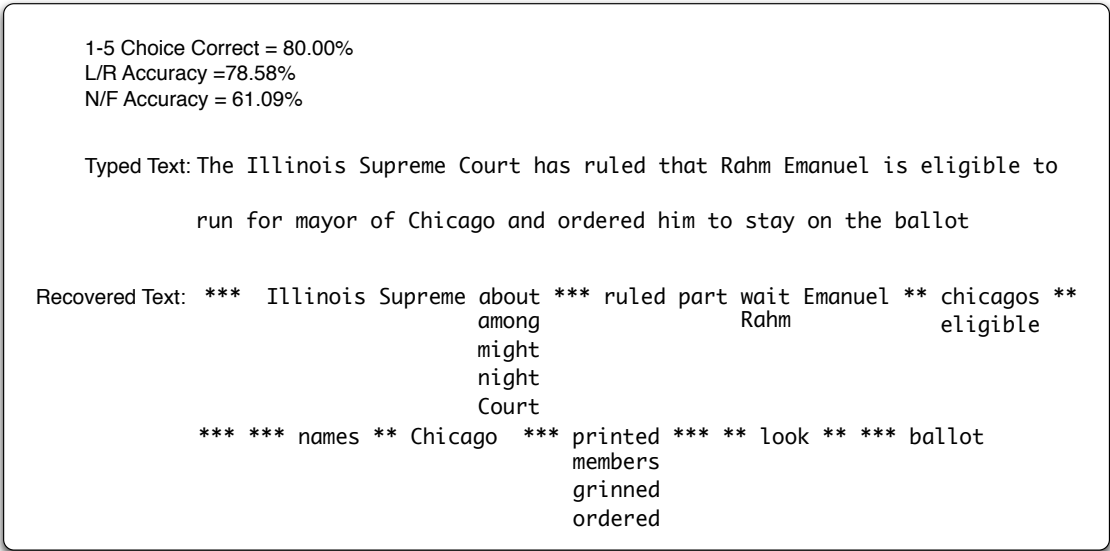 1-5 Choice Correct = 80.00%
L/R Accuracy =78.58%
N/F Accuracy = 61.09%
Typed Text: The Illinois Supreme Court has ruled that Rahm Emanuel is eligible to
run for mayor of Chicago and ordered him to stay on the ballot
Recovered Text: *** Illinois Supreme about *** ruled part wait Emanuel ** chicagos **
among Rahm eligible
might
night
Court
*** *** names ** Chicago *** printed *** ** look ** *** ballot
members
grinned
ordered